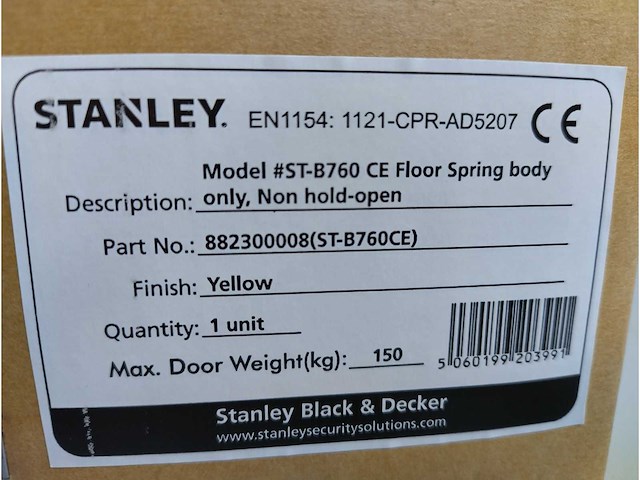 STANLEY. EN1154: 1121-CPR-AD5207 CE
Model #ST-B760 CE Floor Spring body
Description: only, Non hold-open
Part No.: 882300008(ST-B760CE)
Finish: Yellow
Quantity: 1 unit
Max. Door Weight(kg): 150
5 060199 203991
Stanley Black & Decker
www.stanleysecuritysolutions.com